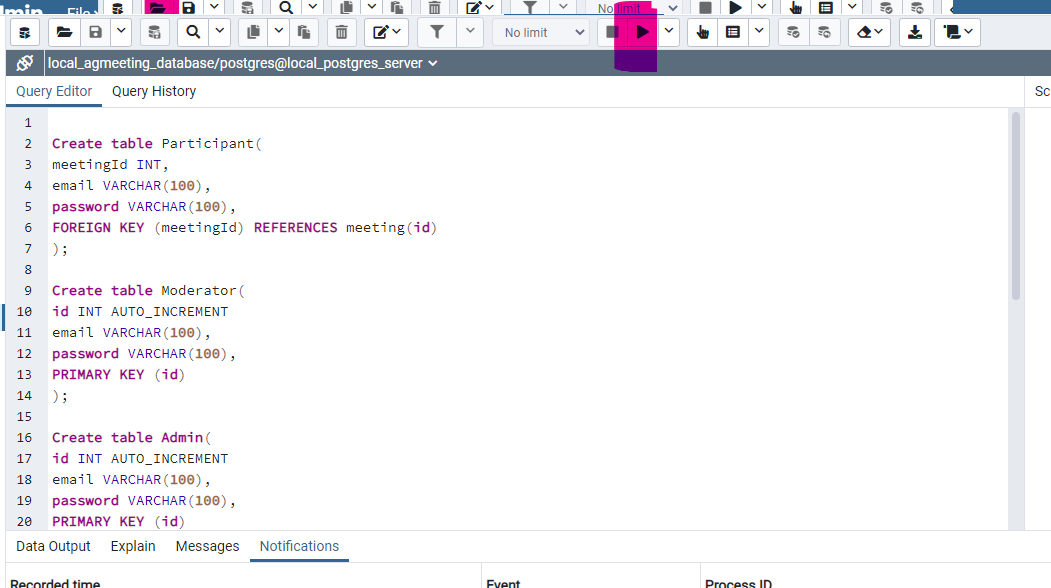 File
No limit
No limit
local_agmeeting_database/postgres@local_postgres_server
Query Editor Query History
1
2 Create table Participant(
3 meetingId INT,
4 email VARCHAR(100),
5 password VARCHAR(100),
6 FOREIGN KEY (meetingId) REFERENCES meeting(id)
7 );
8
9 Create table Moderator(
10 id INT AUTO_INCREMENT
11 email VARCHAR(100),
12 password VARCHAR(100),
13 PRIMARY KEY (id)
14 );
15
16 Create table Admin(
17 id INT AUTO_INCREMENT
18 email VARCHAR(100),
19 password VARCHAR(100),
20 PRIMARY KEY (id)
Data Output Explain Messages Notifications
Recorded time Event Process ID